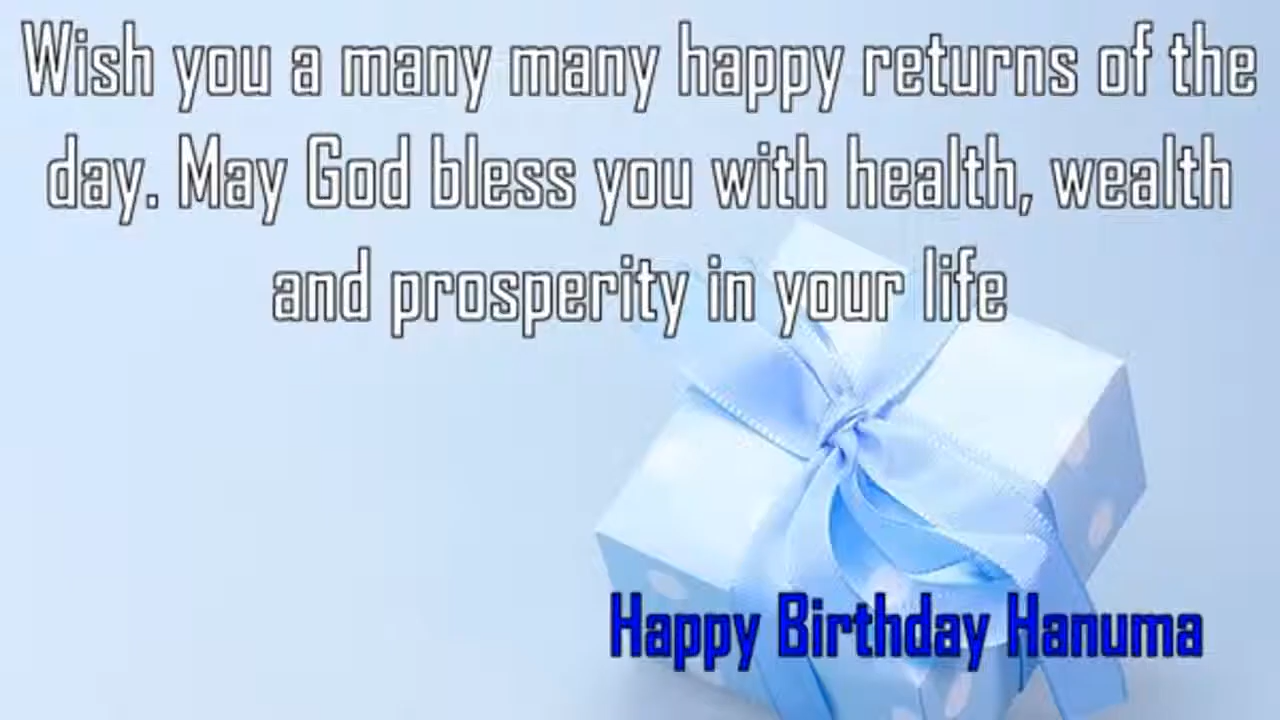 Wish you a many many happy returns of the
day. May God bless you with health, wealth
and prosperity in your life
Happy Birthday Hanuma